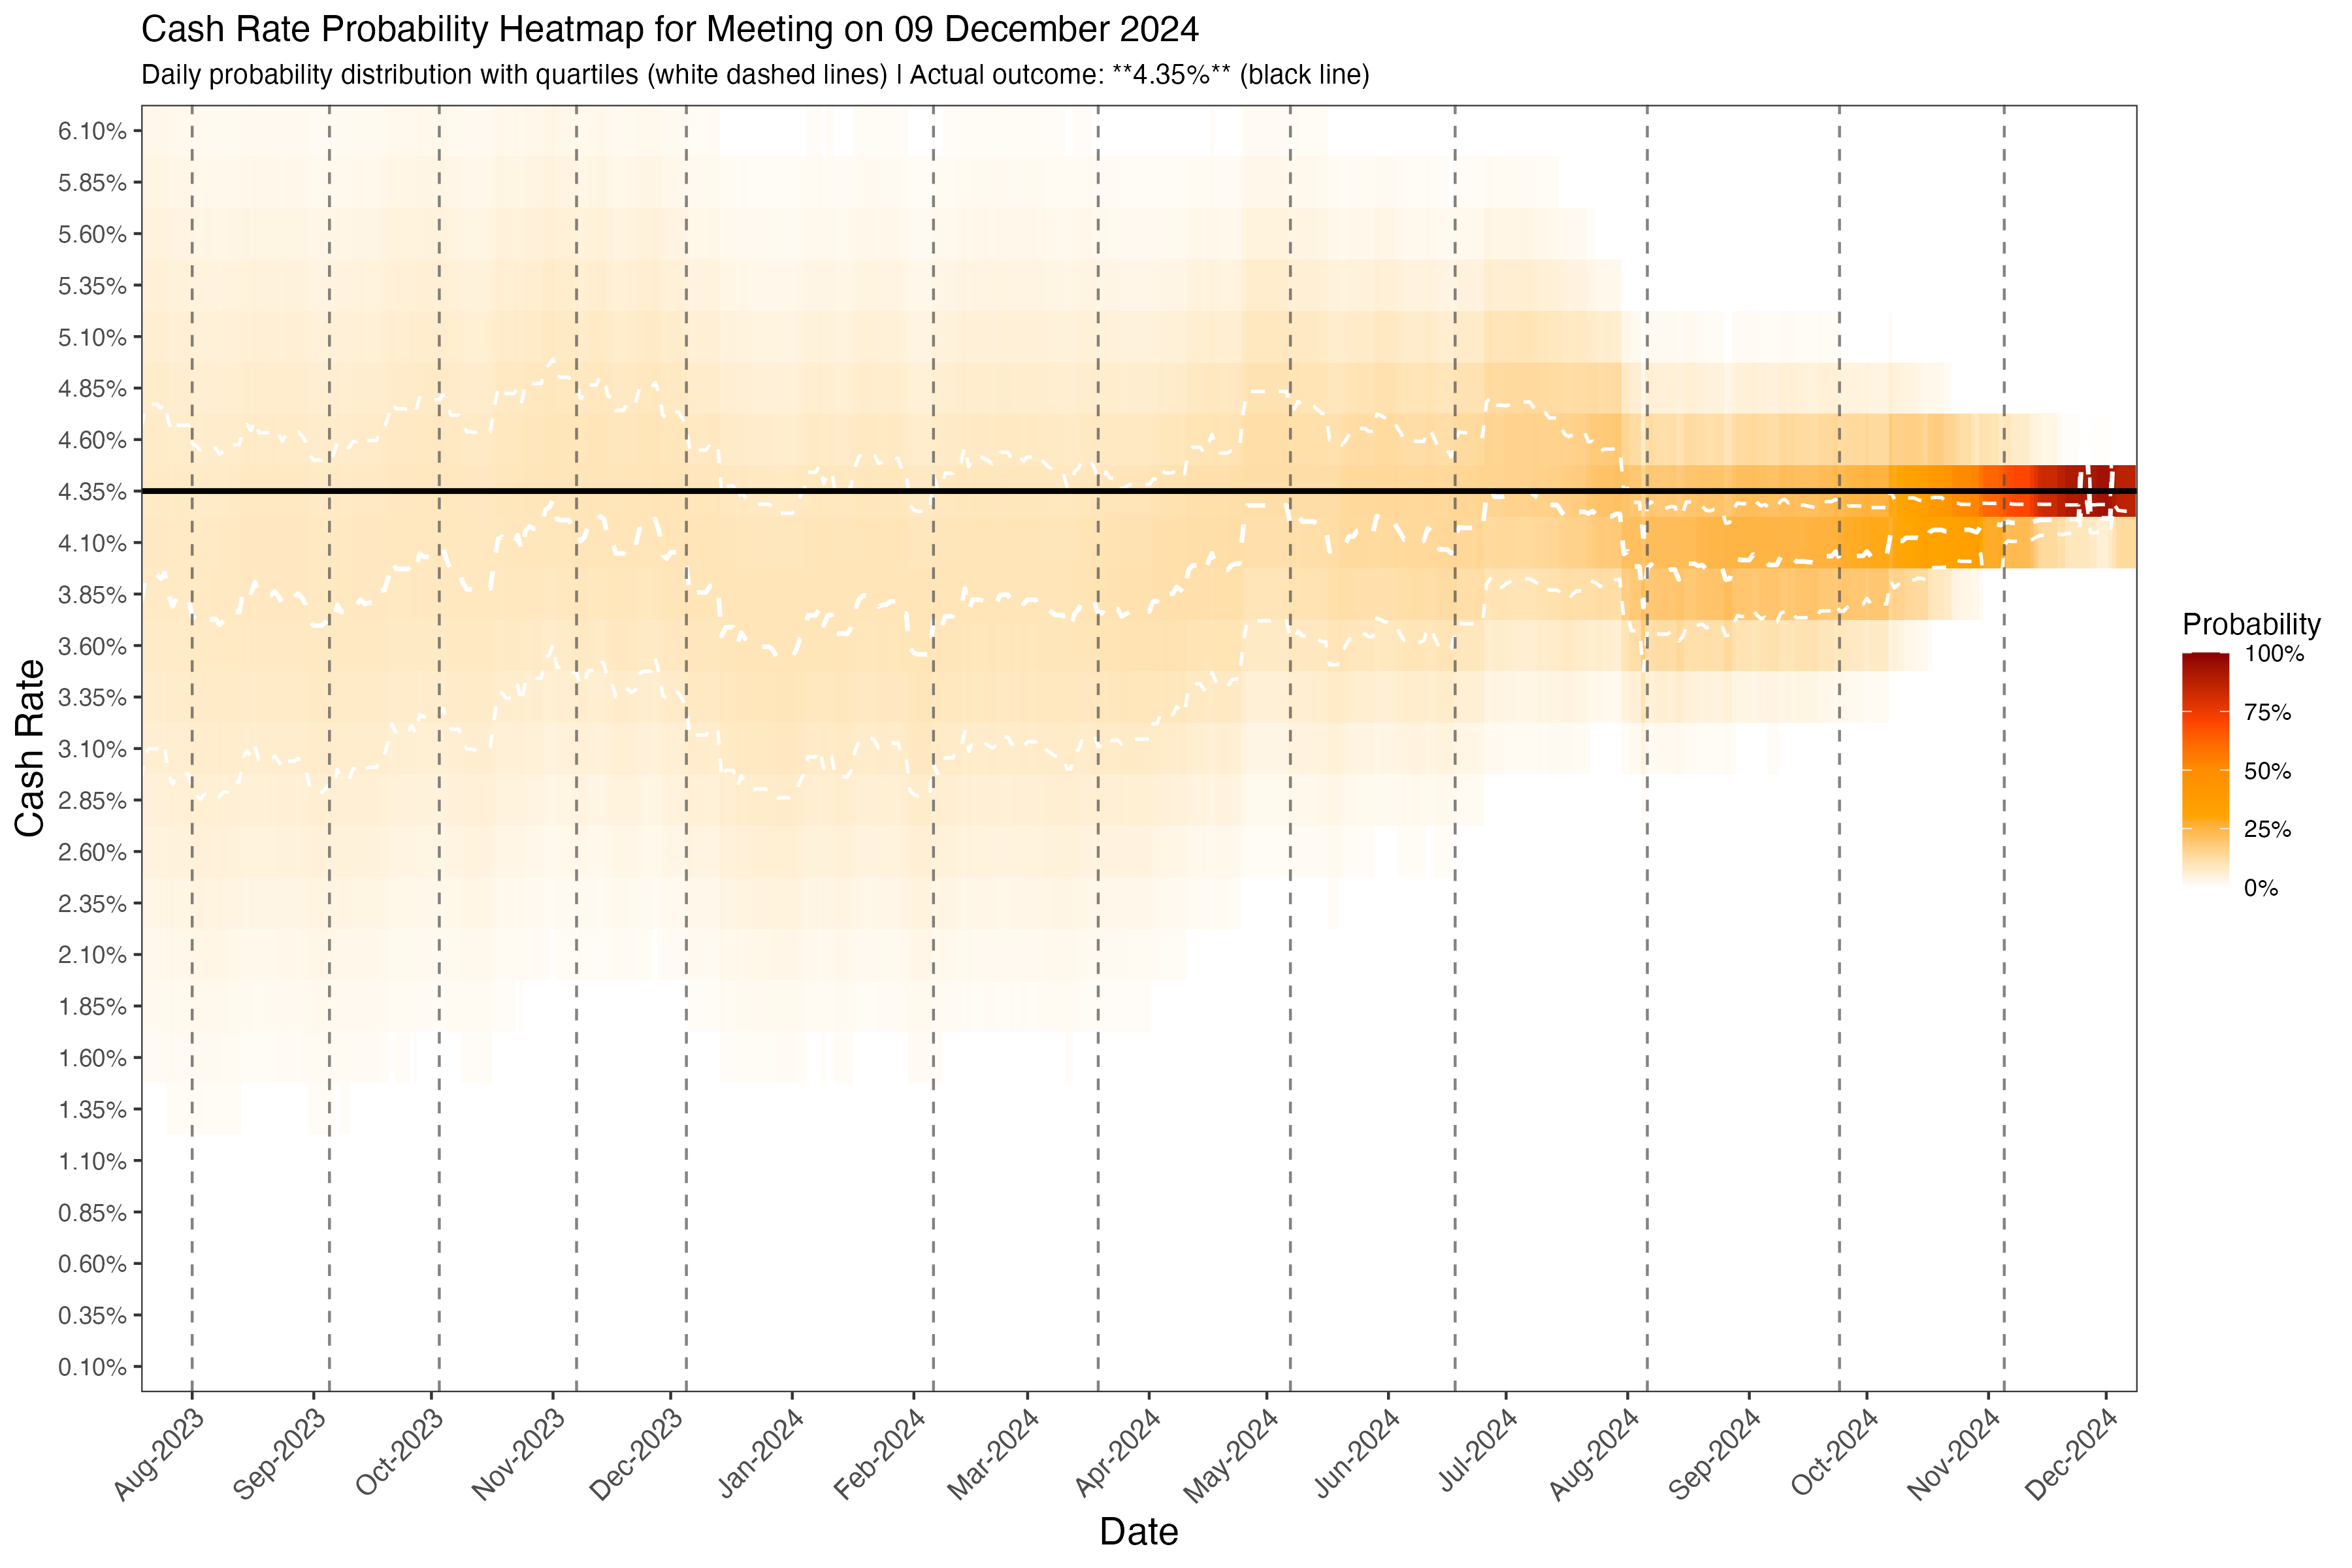 Cash Rate Probability Heatmap for Meeting on 09 December 2024
Daily probability distribution with quartiles (white dashed lines) | Actual outcome: **4.35%** (black line)
Cash Rate
6.10%
5.85%
5.60%
5.35%
5.10%
4.85%
4.60%
4.35%
4.10%
3.85%
3.60%
3.35%
3.10%
2.85%
2.60%
2.35%
2.10%
1.85%
1.60%
1.35%
1.10%
0.85%
0.60%
0.35%
0.10%
Aug-2023
Sep-2023
Oct-2023
Nov-2023
Dec-2023
Jan-2024
Feb-2024
Mar-2024
Apr-2024
May-2024
Jun-2024
Jul-2024
Aug-2024
Sep-2024
Oct-2024
Nov-2024
Dec-2024
Date
Probability
100%
75%
50%
25%
0%